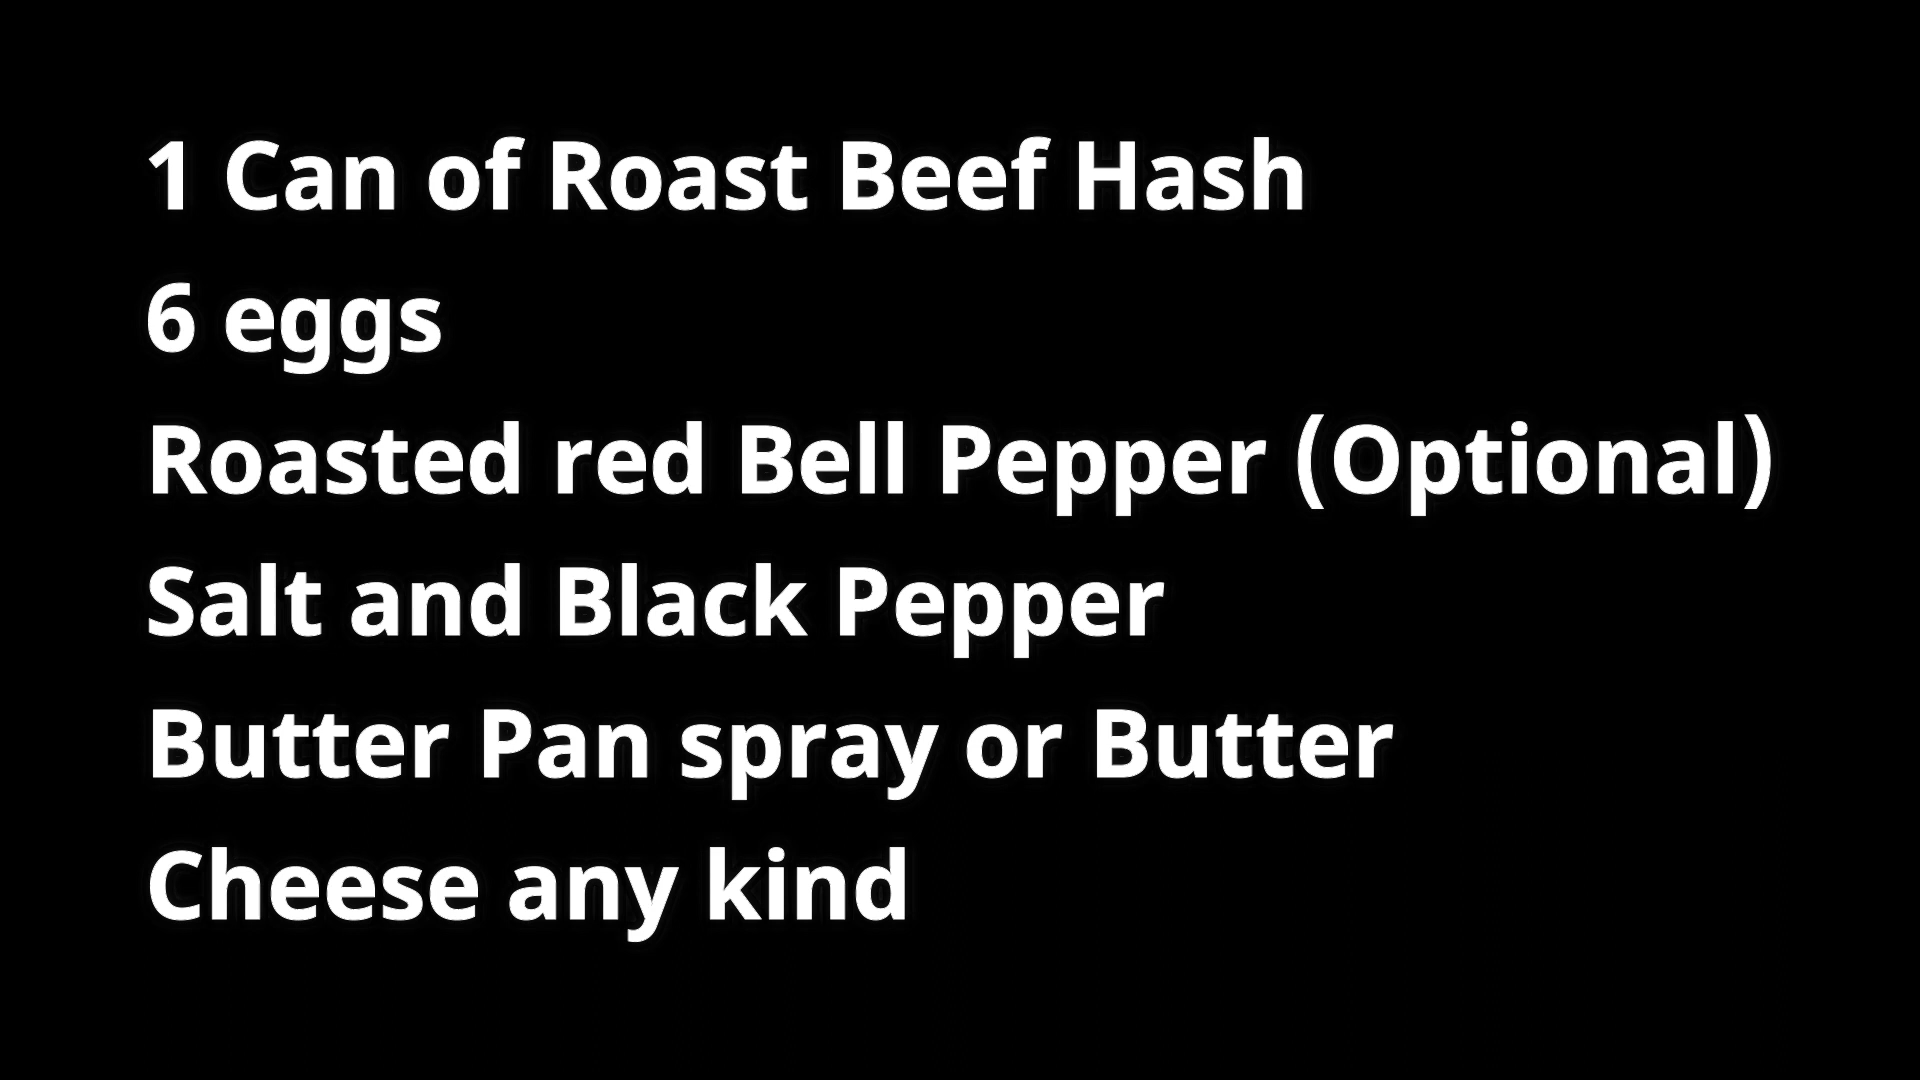 1 Can of Roast Beef Hash
6 eggs
Roasted red Bell Pepper (Optional)
Salt and Black Pepper
Butter Pan spray or Butter
Cheese any kind